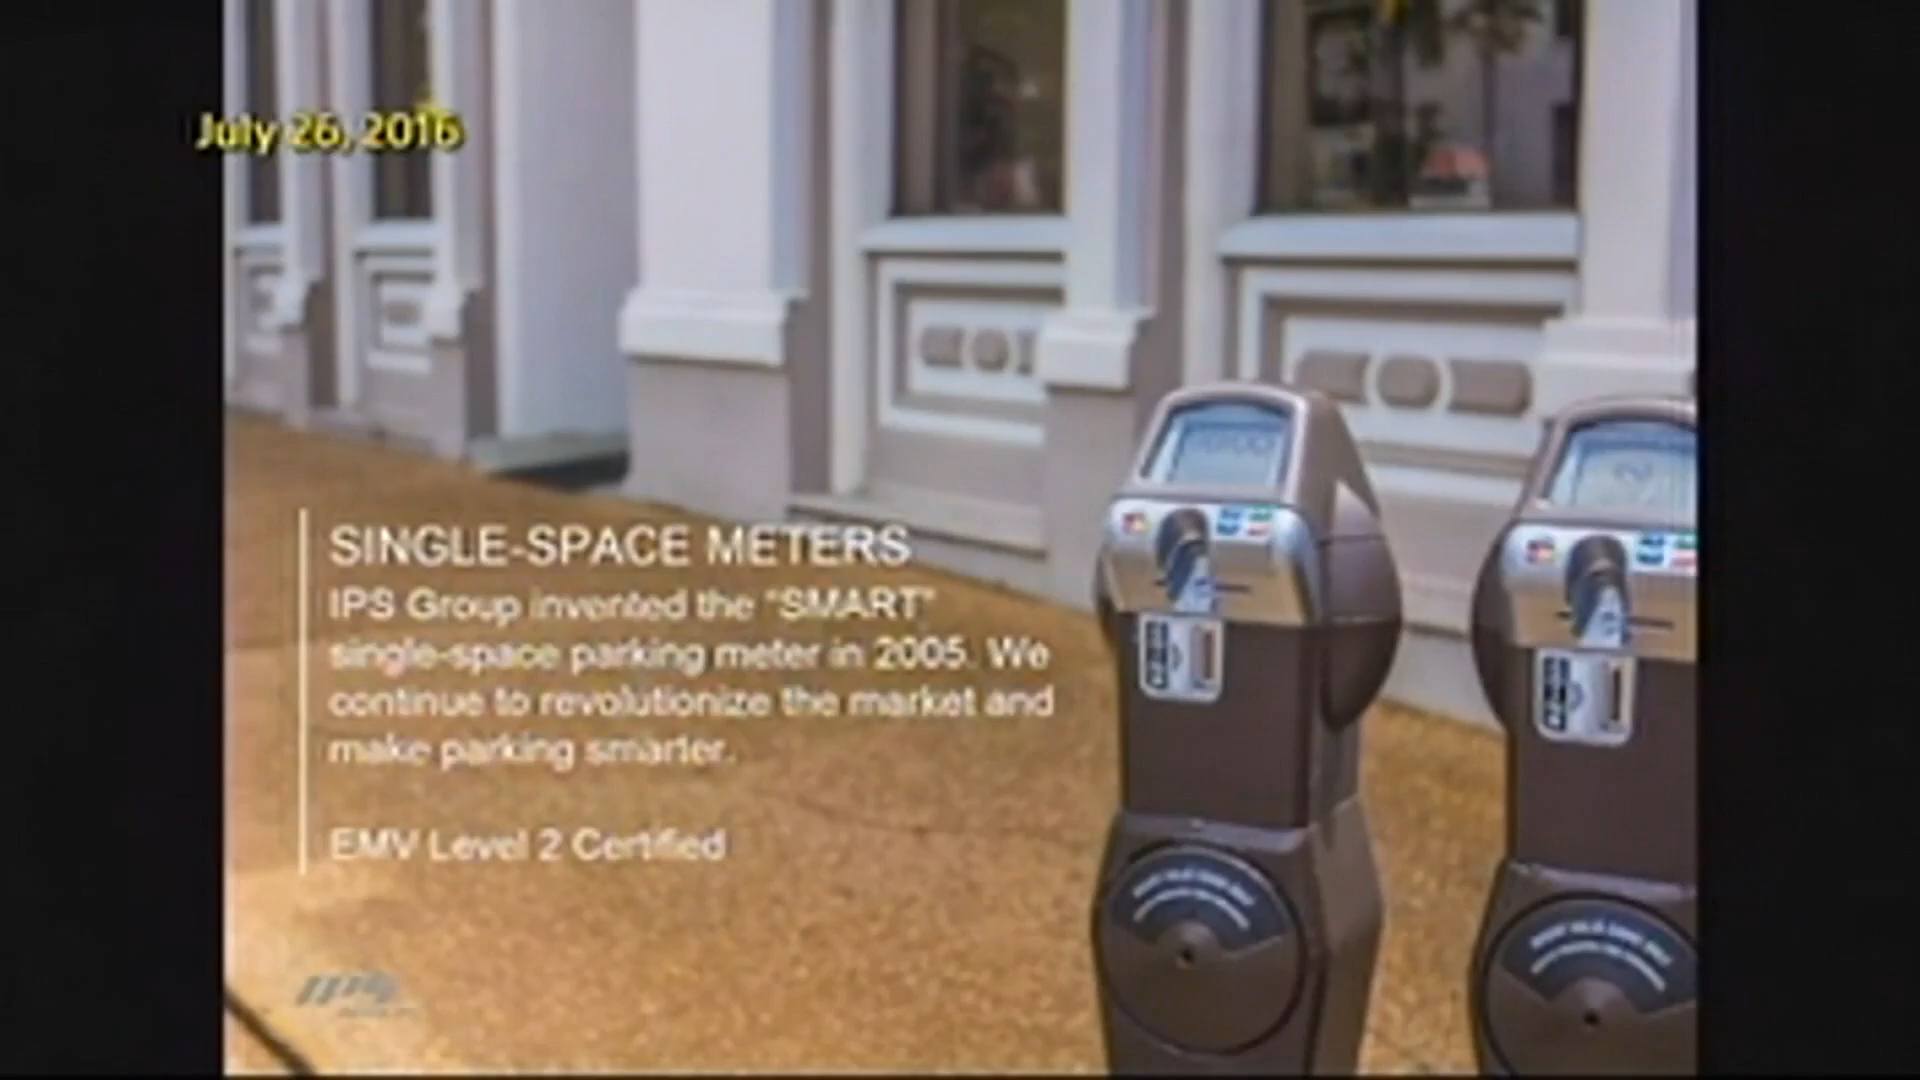 July 26, 2016
SINGLE-SPACE METERS
IPS Group invented the "SMART"
single-space parking meter in 2005. We
continue to revolutionize the market and
make parking smarter.
EMV Level 2 Certified